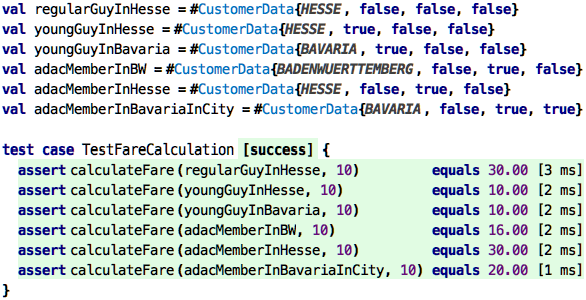 val regularGuyInHesse = #CustomerData{HESSE, false, false, false}
val youngGuyInHesse = #CustomerData{HESSE, true, false, false}
val youngGuyInBavaria = #CustomerData{BAVARIA, true, false, false}
val adacMemberInBW = #CustomerData{BADENWUERTTEMBERG, false, true, false}
val adacMemberInHesse = #CustomerData{HESSE, false, true, false}
val adacMemberInBavariaInCity = #CustomerData{BAVARIA, false, true, true}
test case TestFareCalculation [success] {
assert calculateFare(regularGuyInHesse, 10) equals 30.00 [3 ms]
assert calculateFare(youngGuyInHesse, 10) equals 10.00 [2 ms]
assert calculateFare(youngGuyInBavaria, 10) equals 10.00 [2 ms]
assert calculateFare(adacMemberInBW, 10) equals 16.00 [2 ms]
assert calculateFare(adacMemberInHesse, 10) equals 30.00 [2 ms]
assert calculateFare(adacMemberInBavariaInCity, 10) equals 20.00 [1 ms]
}